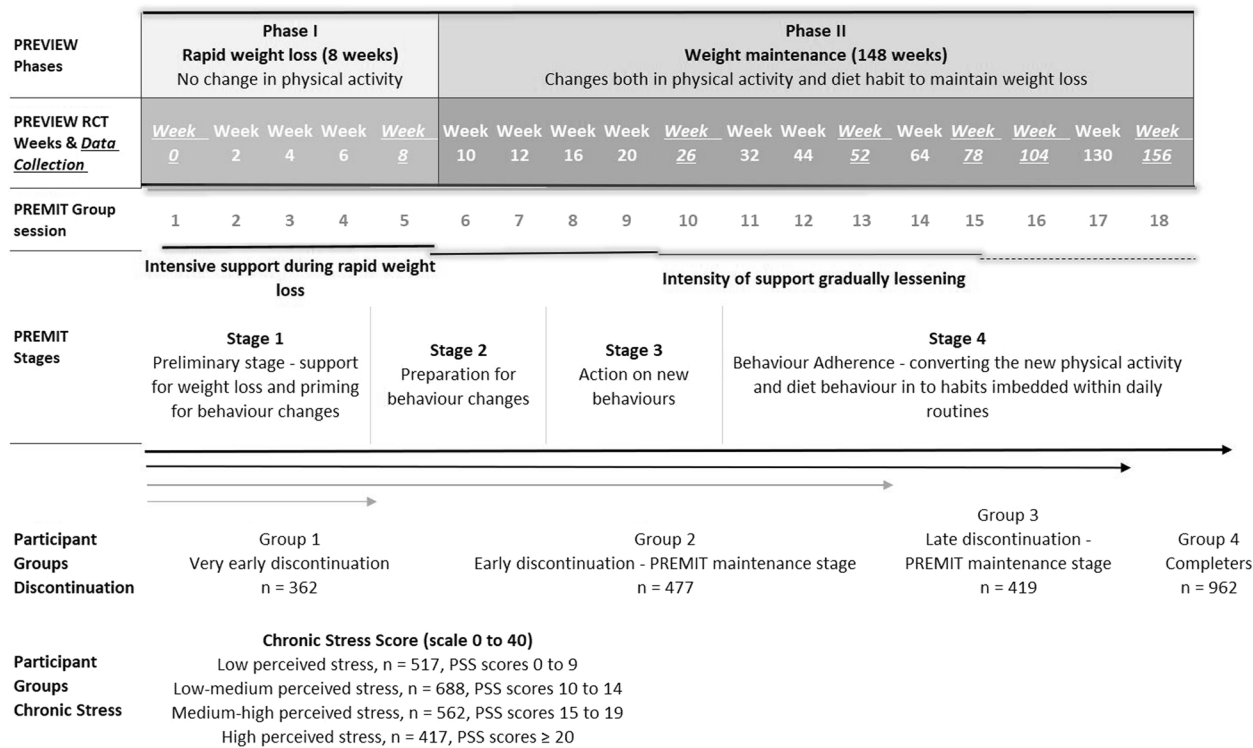 PREVIEW
Phases
Phase I
Rapid weight loss (8 weeks)
No change in physical activity
Phase II
Weight maintenance (148 weeks)
Changes both in physical activity and diet habit to maintain weight loss
PREVIEW RCT
Weeks & Data
Collection
Week Week Week Week Week Week Week Week Week Week Week Week Week Week Week Week Week Week
0 2 4 6 8 10 12 16 20 26 32 44 52 64 78 104 130 156
PREMIT Group
session
1 2 3 4 5 6 7 8 9 10 11 12 13 14 15 16 17 18
Intensive support during rapid weight
loss
Intensity of support gradually lessening
PREMIT
Stages
Stage 1
Preliminary stage - support
for weight loss and priming
for behaviour changes
Stage 2
Preparation for
behaviour changes
Stage 3
Action on new
behaviours
Stage 4
Behaviour Adherence - converting the new physical activity
and diet behaviour in to habits imbedded within daily
routines
Participant
Groups
Discontinuation
Group 1
Very early discontinuation
n = 362
Group 2
Early discontinuation - PREMIT maintenance stage
n = 477
Group 3
Late discontinuation -
PREMIT maintenance stage
n = 419
Group 4
Completers
n = 962
Participant
Groups
Chronic Stress
Chronic Stress Score (scale 0 to 40)
Low perceived stress, n = 517, PSS scores 0 to 9
Low-medium perceived stress, n = 688, PSS scores 10 to 14
Medium-high perceived stress, n = 562, PSS scores 15 to 19
High perceived stress, n = 417, PSS scores ≥ 20